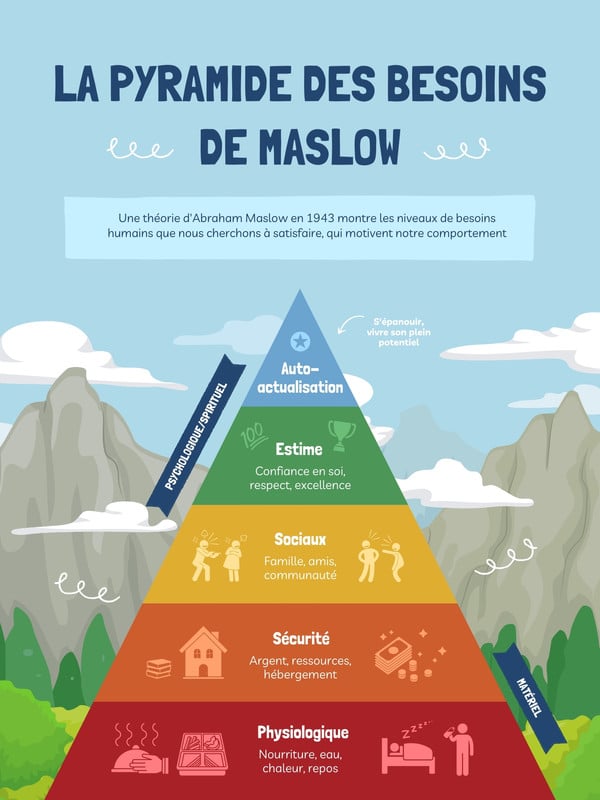 LA PYRAMIDE DES BESOINS
DE MASLOW
Une théorie d'Abraham Maslow en 1943 montre les niveaux de besoins
humains que nous cherchons à satisfaire, qui motivent notre comportement
S'épanouir,
vivre son plein
potentiel
Auto-
actualisation
PSYCHOLOGIQUE/SPIRITUEL
100
Estime
Confiance en soi,
respect, excellence
Sociaux
Famille, amis,
communauté
Sécurité
Argent, ressources,
hébergement
MATÉRIEL
Physiologique
Nourriture, eau,
chaleur, repos
zzzz